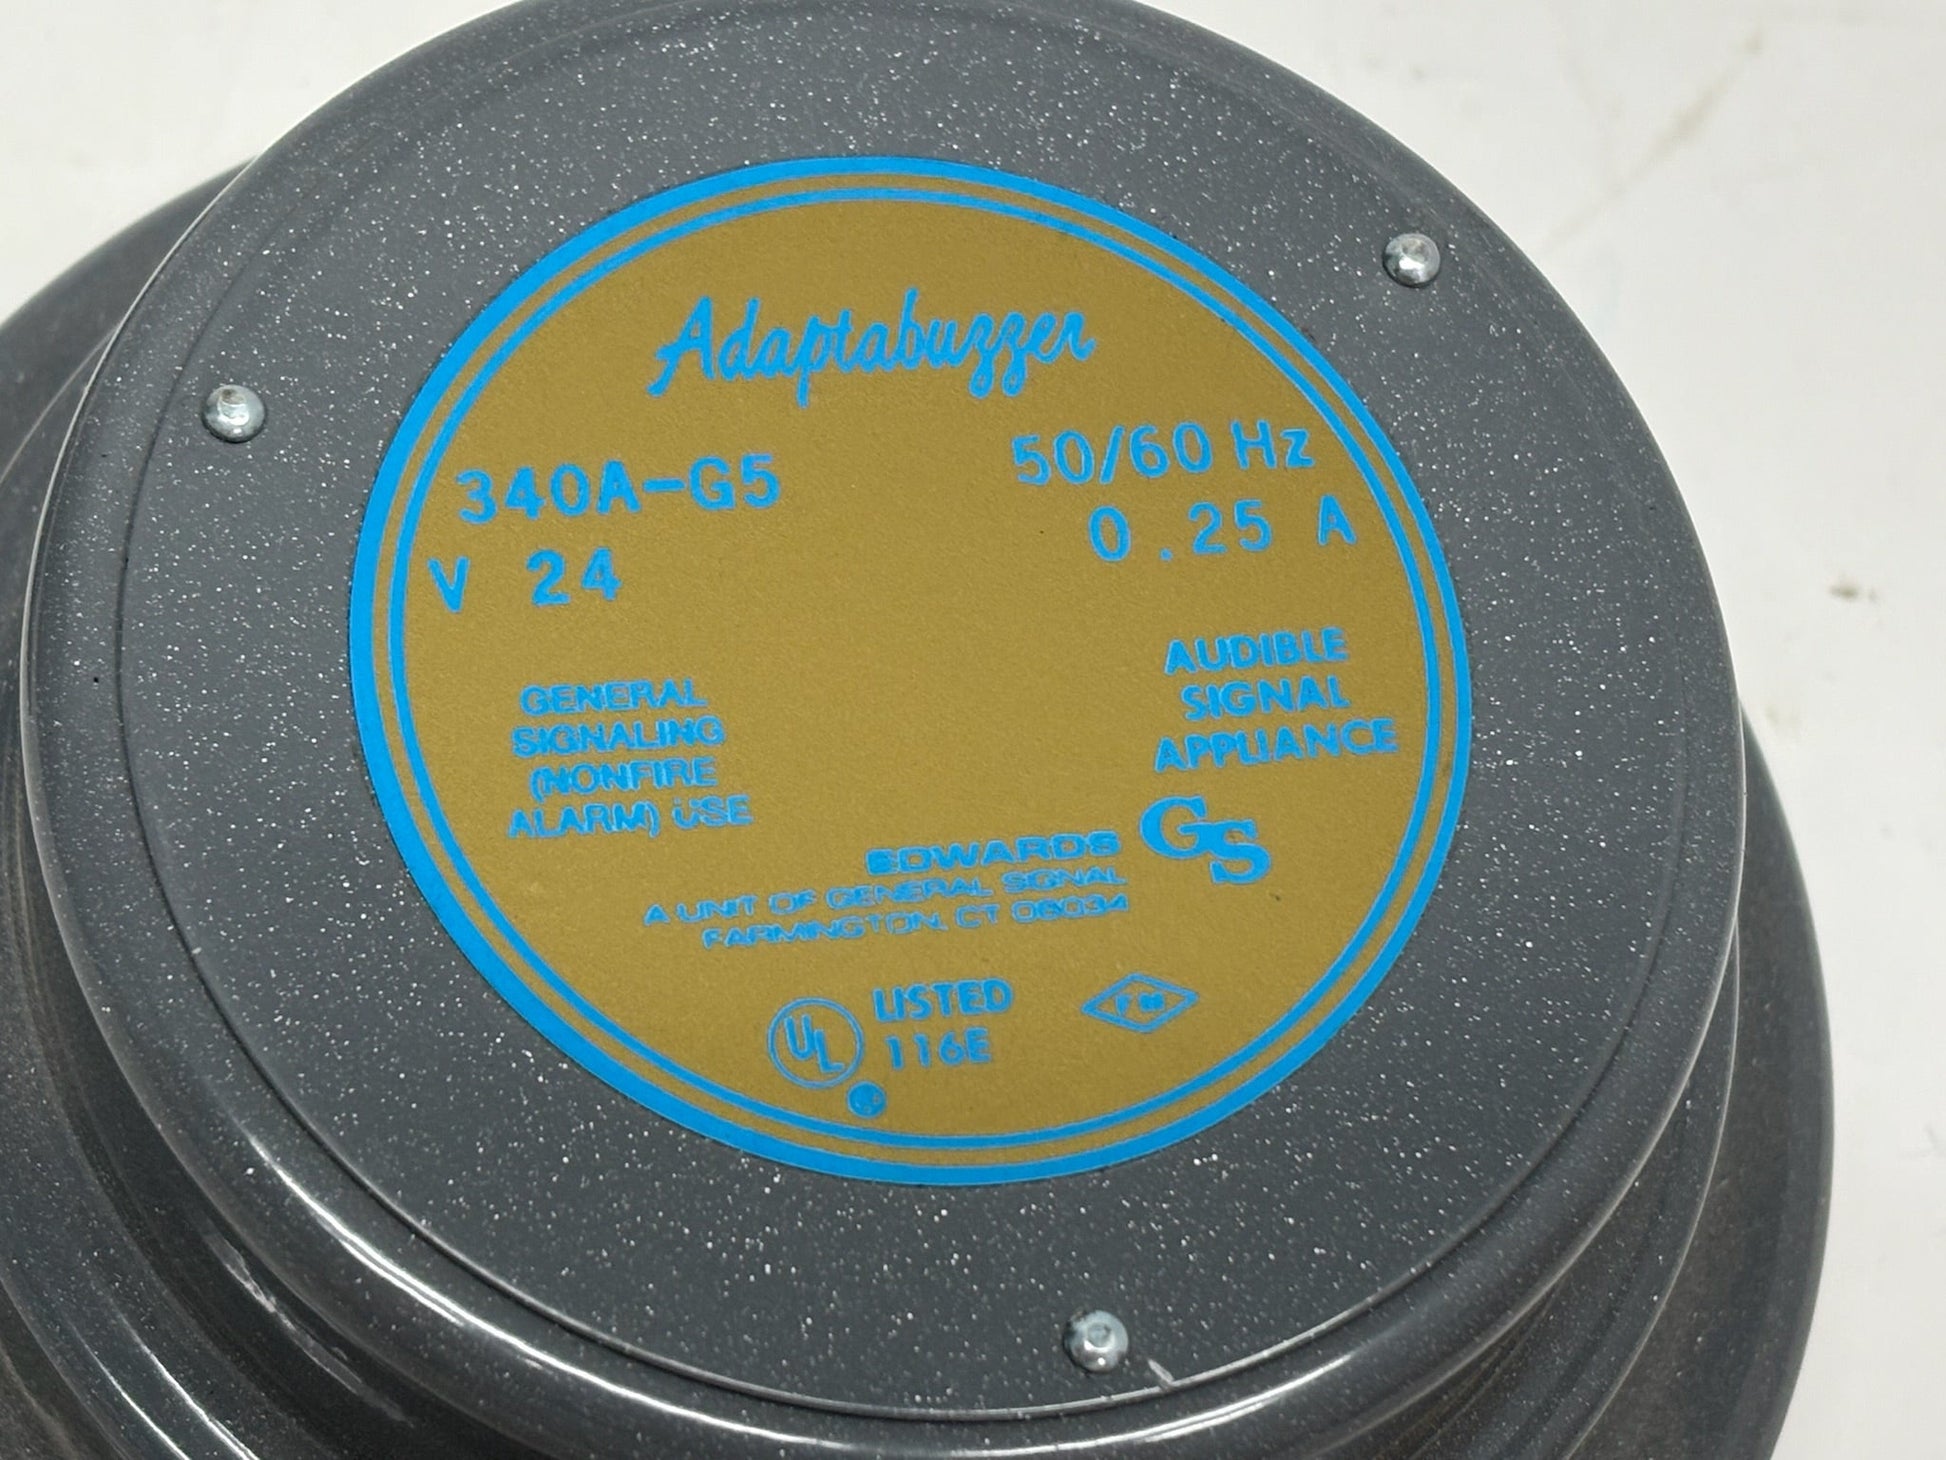 Adaptabuzzer
340A-G5 50/60 Hz
V 24 0.25 A
GENERAL
SIGNALING
(NONFIRE
ALARM) USE
AUDIBLE
SIGNAL
APPLIANCE
EDWARDS GS
A UNIT OF GENERAL SIGNAL
FARMINGTON, CT 06034
UL LISTED
116E